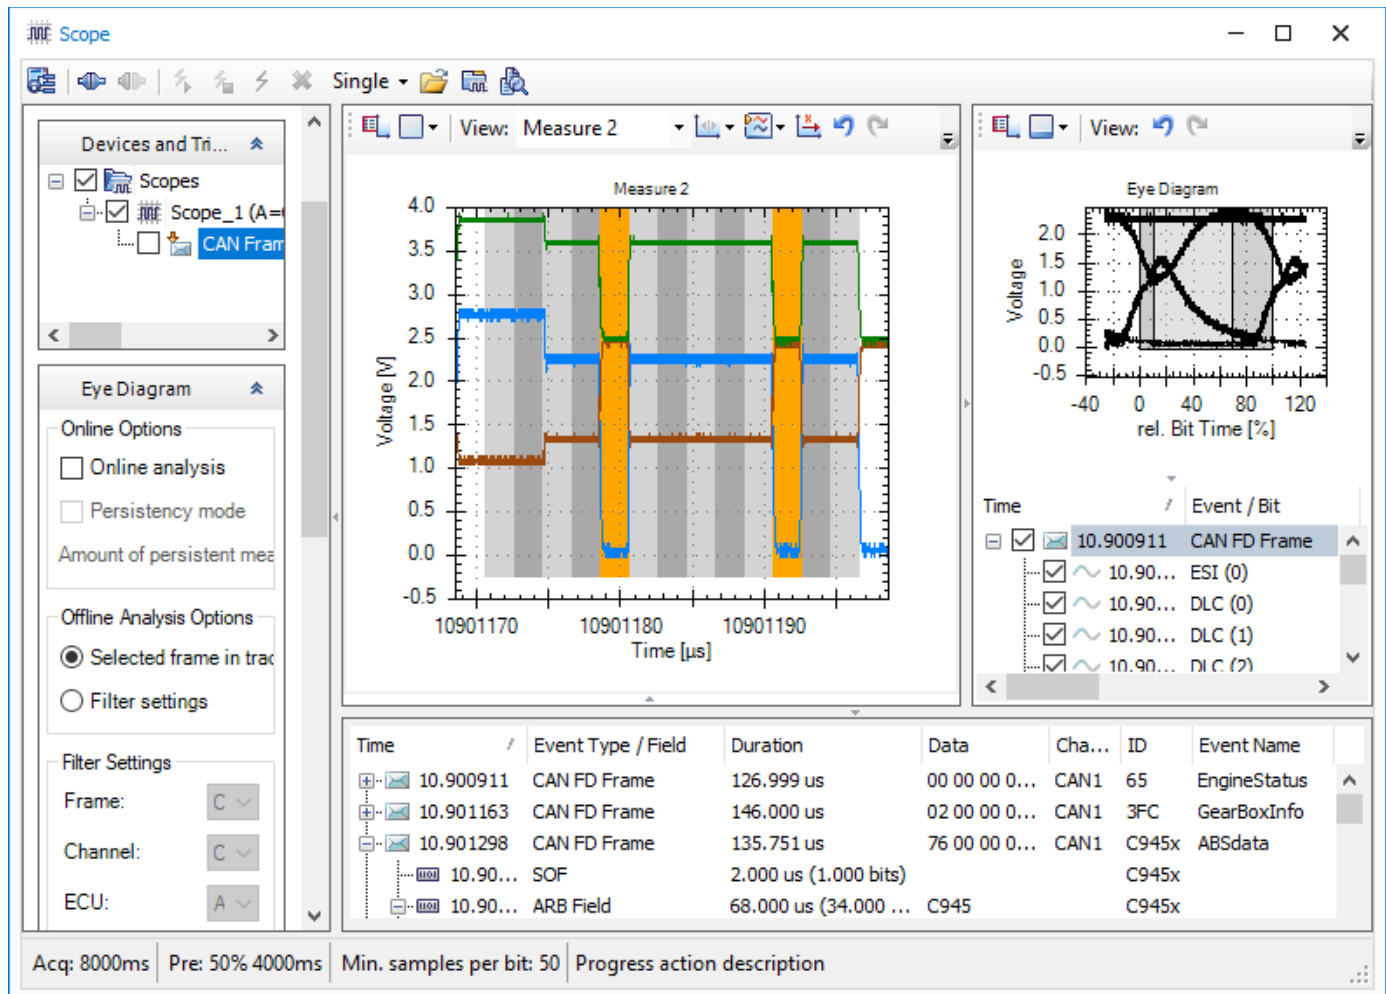 Scope
Single
Devices and Tri...
Scopes
Scope_1 (A=
CAN Fram
Eye Diagram
Online Options
Online analysis
Persistency mode
Amount of persistent mea
Offline Analysis Options
Selected frame in trac
Filter settings
Filter Settings
Frame: C
Channel: C
ECU: A
View: Measure 2
Measure 2
4.0
3.5
3.0
2.5
2.0
1.5
1.0
0.5
0.0
-0.5
Voltage [V]
10901170 10901180 10901190
Time [µs]
View:
Eye Diagram
2.0
1.5
1.0
0.5
0.0
-0.5
Voltage
-40 0 40 80 120
rel. Bit Time [%]
Time Event / Bit
10.900911 CAN FD Frame
10.90... ESI (0)
10.90... DLC (0)
10.90... DLC (1)
10.90... DLC (2)
Time Event Type / Field Duration Data Cha... ID Event Name
10.900911 CAN FD Frame 126.999 us 00 00 00 0... CAN1 65 EngineStatus
10.901163 CAN FD Frame 146.000 us 02 00 00 0... CAN1 3FC GearBoxInfo
10.901298 CAN FD Frame 135.751 us 76 00 00 0... CAN1 C945x ABSdata
10.90... SOF 2.000 us (1.000 bits) C945x
10.90... ARB Field 68.000 us (34.000 ... C945 C945x
Acq: 8000ms Pre: 50% 4000ms Min. samples per bit: 50 Progress action description